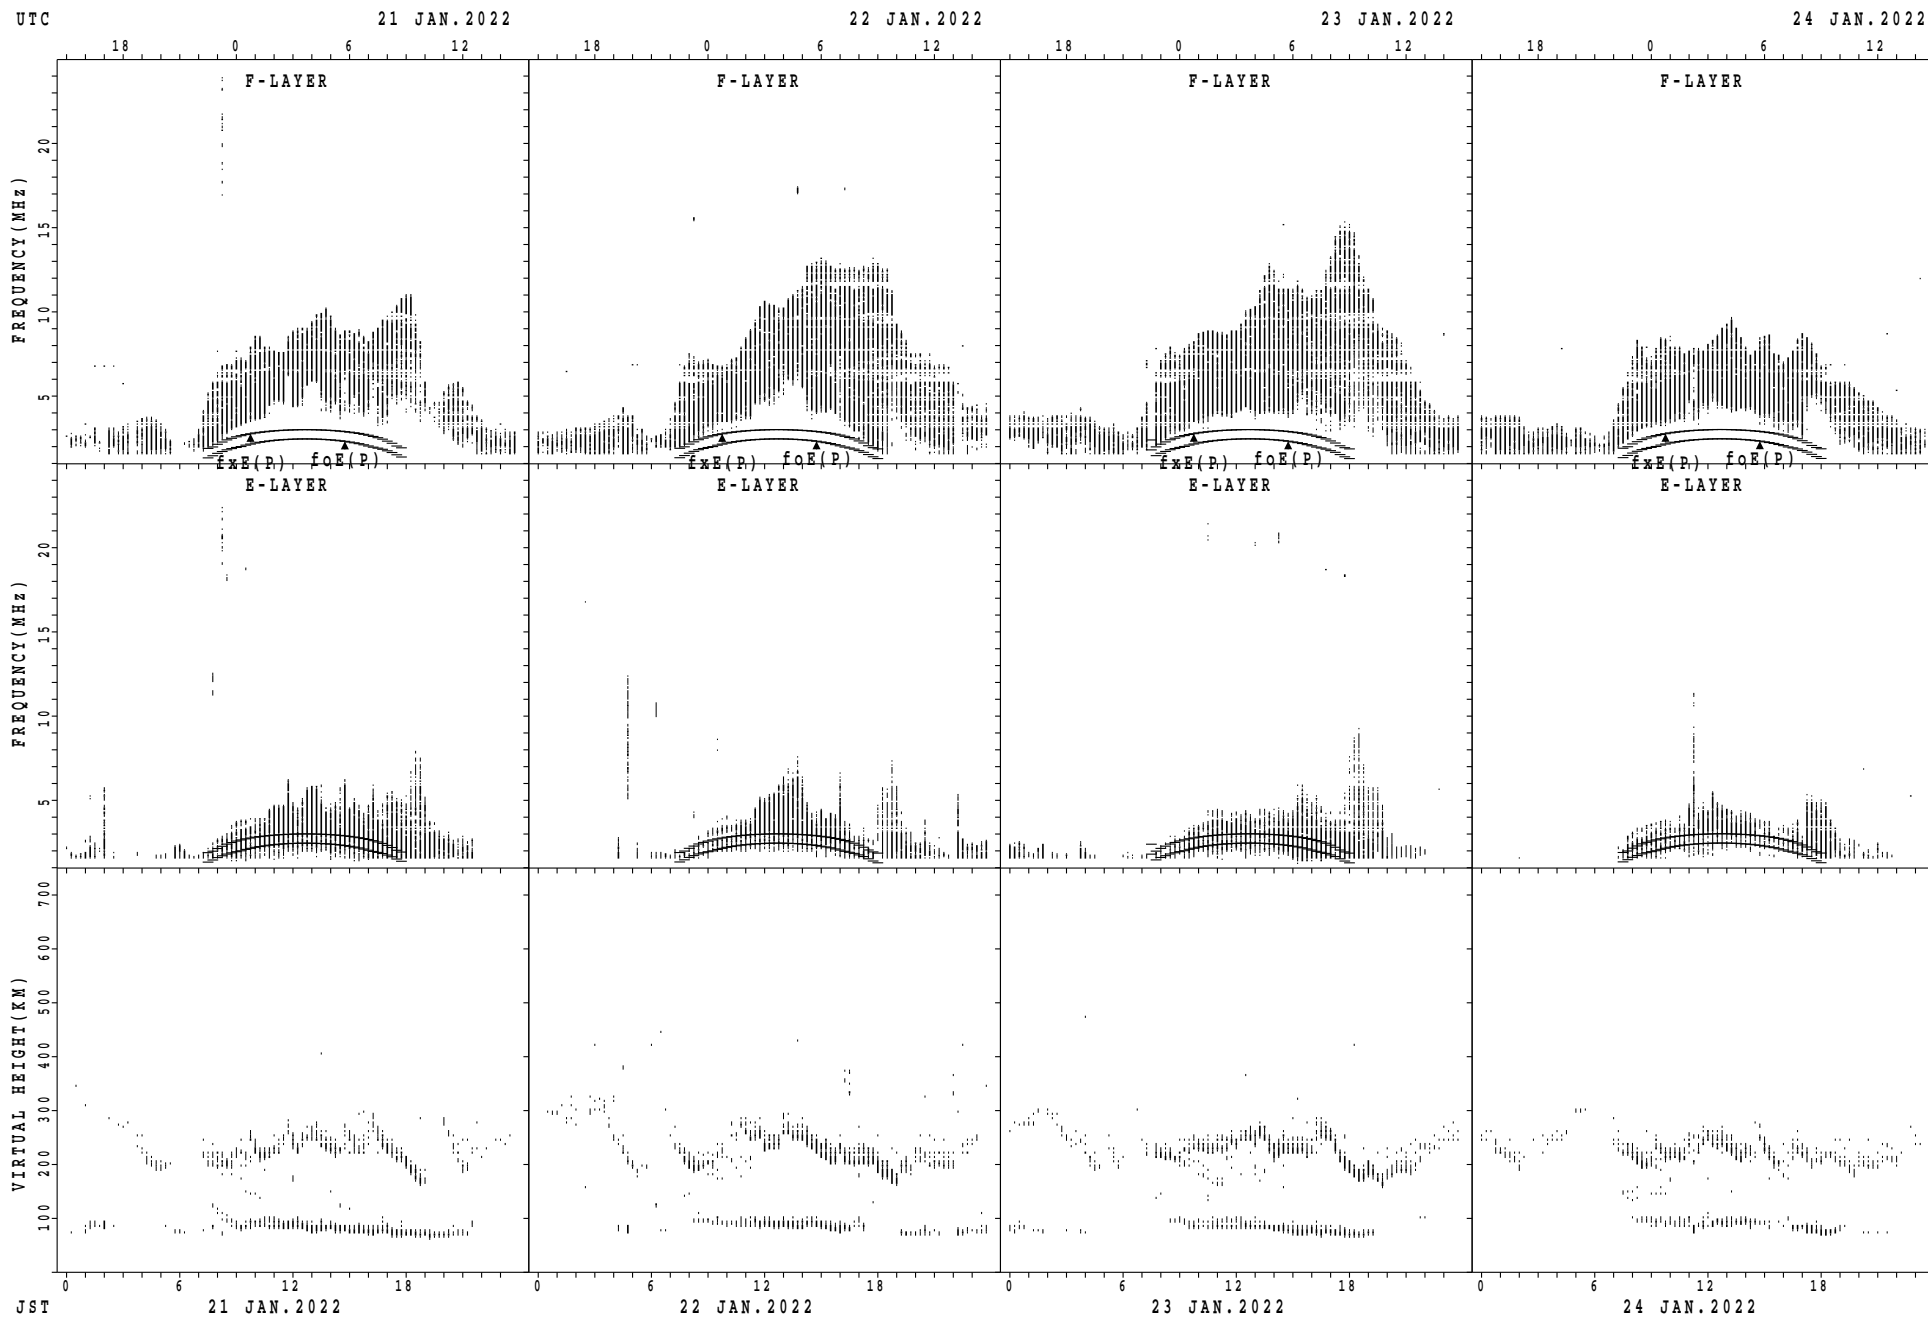 UTC 21 JAN.2022 22 JAN.2022 23 JAN.2022 24 JAN.2022
18 0 6 12 18 0 6 12 18 0 6 12 18 0 6 12
F-LAYER F-LAYER F-LAYER F-LAYER
FREQUENCY(MHz)
20
15
10
5
fxE(P) foE(P) fxE(P) foE(P) fxE(P) foE(P) fxE(P) foE(P)
E-LAYER E-LAYER E-LAYER E-LAYER
FREQUENCY(MHz)
20
15
10
5
VIRTUAL HEIGHT(KM)
700
600
500
400
300
200
100
0 6 12 18 0 6 12 18 0 6 12 18 0 6 12 18
JST 21 JAN.2022 22 JAN.2022 23 JAN.2022 24 JAN.2022